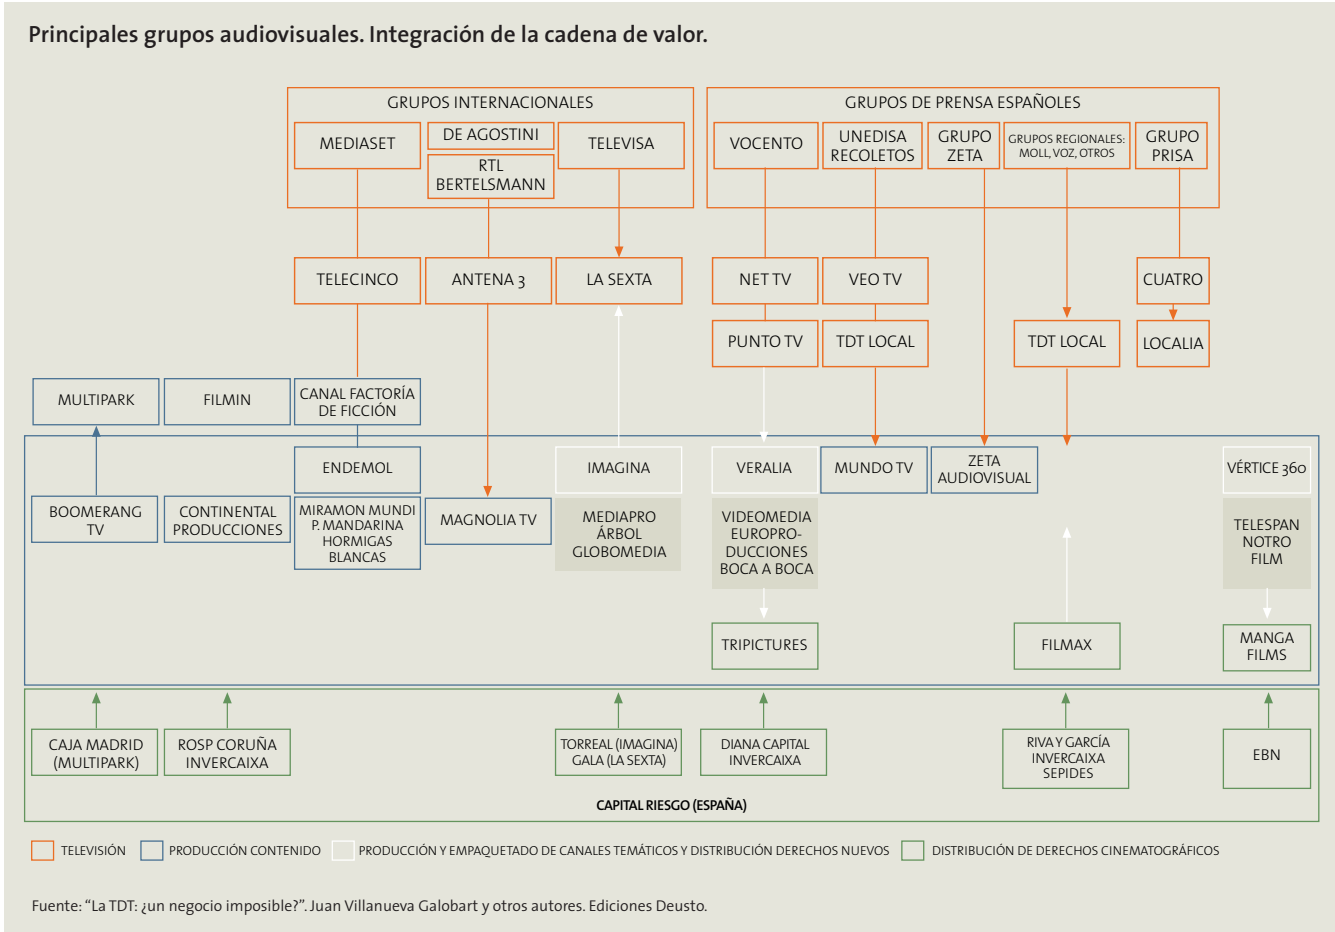 Principales grupos audiovisuales. Integración de la cadena de valor.
GRUPOS INTERNACIONALES
MEDIASET
DE AGOSTINI
RTL
BERTELSMANN
TELEVISA
GRUPOS DE PRENSA ESPAÑOLES
VOCENTO
UNEDISA
RECOLETOS
GRUPO
ZETA
GRUPOS REGIONALES:
MOLL, VOZ, OTROS
GRUPO
PRISA
TELECINCO
ANTENA 3
LA SEXTA
NET TV
VEO TV
CUATRO
PUNTO TV
TDT LOCAL
TDT LOCAL
LOCALIA
MULTIPARK
FILMIN
CANAL FACTORÍA
DE FICCIÓN
ENDEMOL
IMAGINA
VERALIA
MUNDO TV
ZETA
AUDIOVISUAL
VÉRTICE 360
BOOMERANG
TV
CONTINENTAL
PRODUCCIONES
MIRAMON MUNDI
P. MANDARINA
HORMIGAS
BLANCAS
MAGNOLIA TV
MEDIAPRO
ÁRBOL
GLOBOMEDIA
VIDEOMEDIA
EUROPRO-
DUCCIONES
BOCA A BOCA
TELESPAN
NOTRO
FILM
TRIPICTURES
FILMAX
MANGA
FILMS
CAJA MADRID
(MULTIPARK)
ROSP CORUÑA
INVERCAIXA
TORREAL (IMAGINA)
GALA (LA SEXTA)
DIANA CAPITAL
INVERCAIXA
RIVA Y GARCÍA
INVERCAIXA
SEPIDES
EBN
CAPITAL RIESGO (ESPAÑA)
TELEVISIÓN
PRODUCCIÓN CONTENIDO
PRODUCCIÓN Y EMPAQUETADO DE CANALES TEMÁTICOS Y DISTRIBUCIÓN DERECHOS NUEVOS
DISTRIBUCIÓN DE DERECHOS CINEMATOGRÁFICOS
Fuente: “La TDT: ¿un negocio imposible?”. Juan Villanueva Galobart y otros autores. Ediciones Deusto.